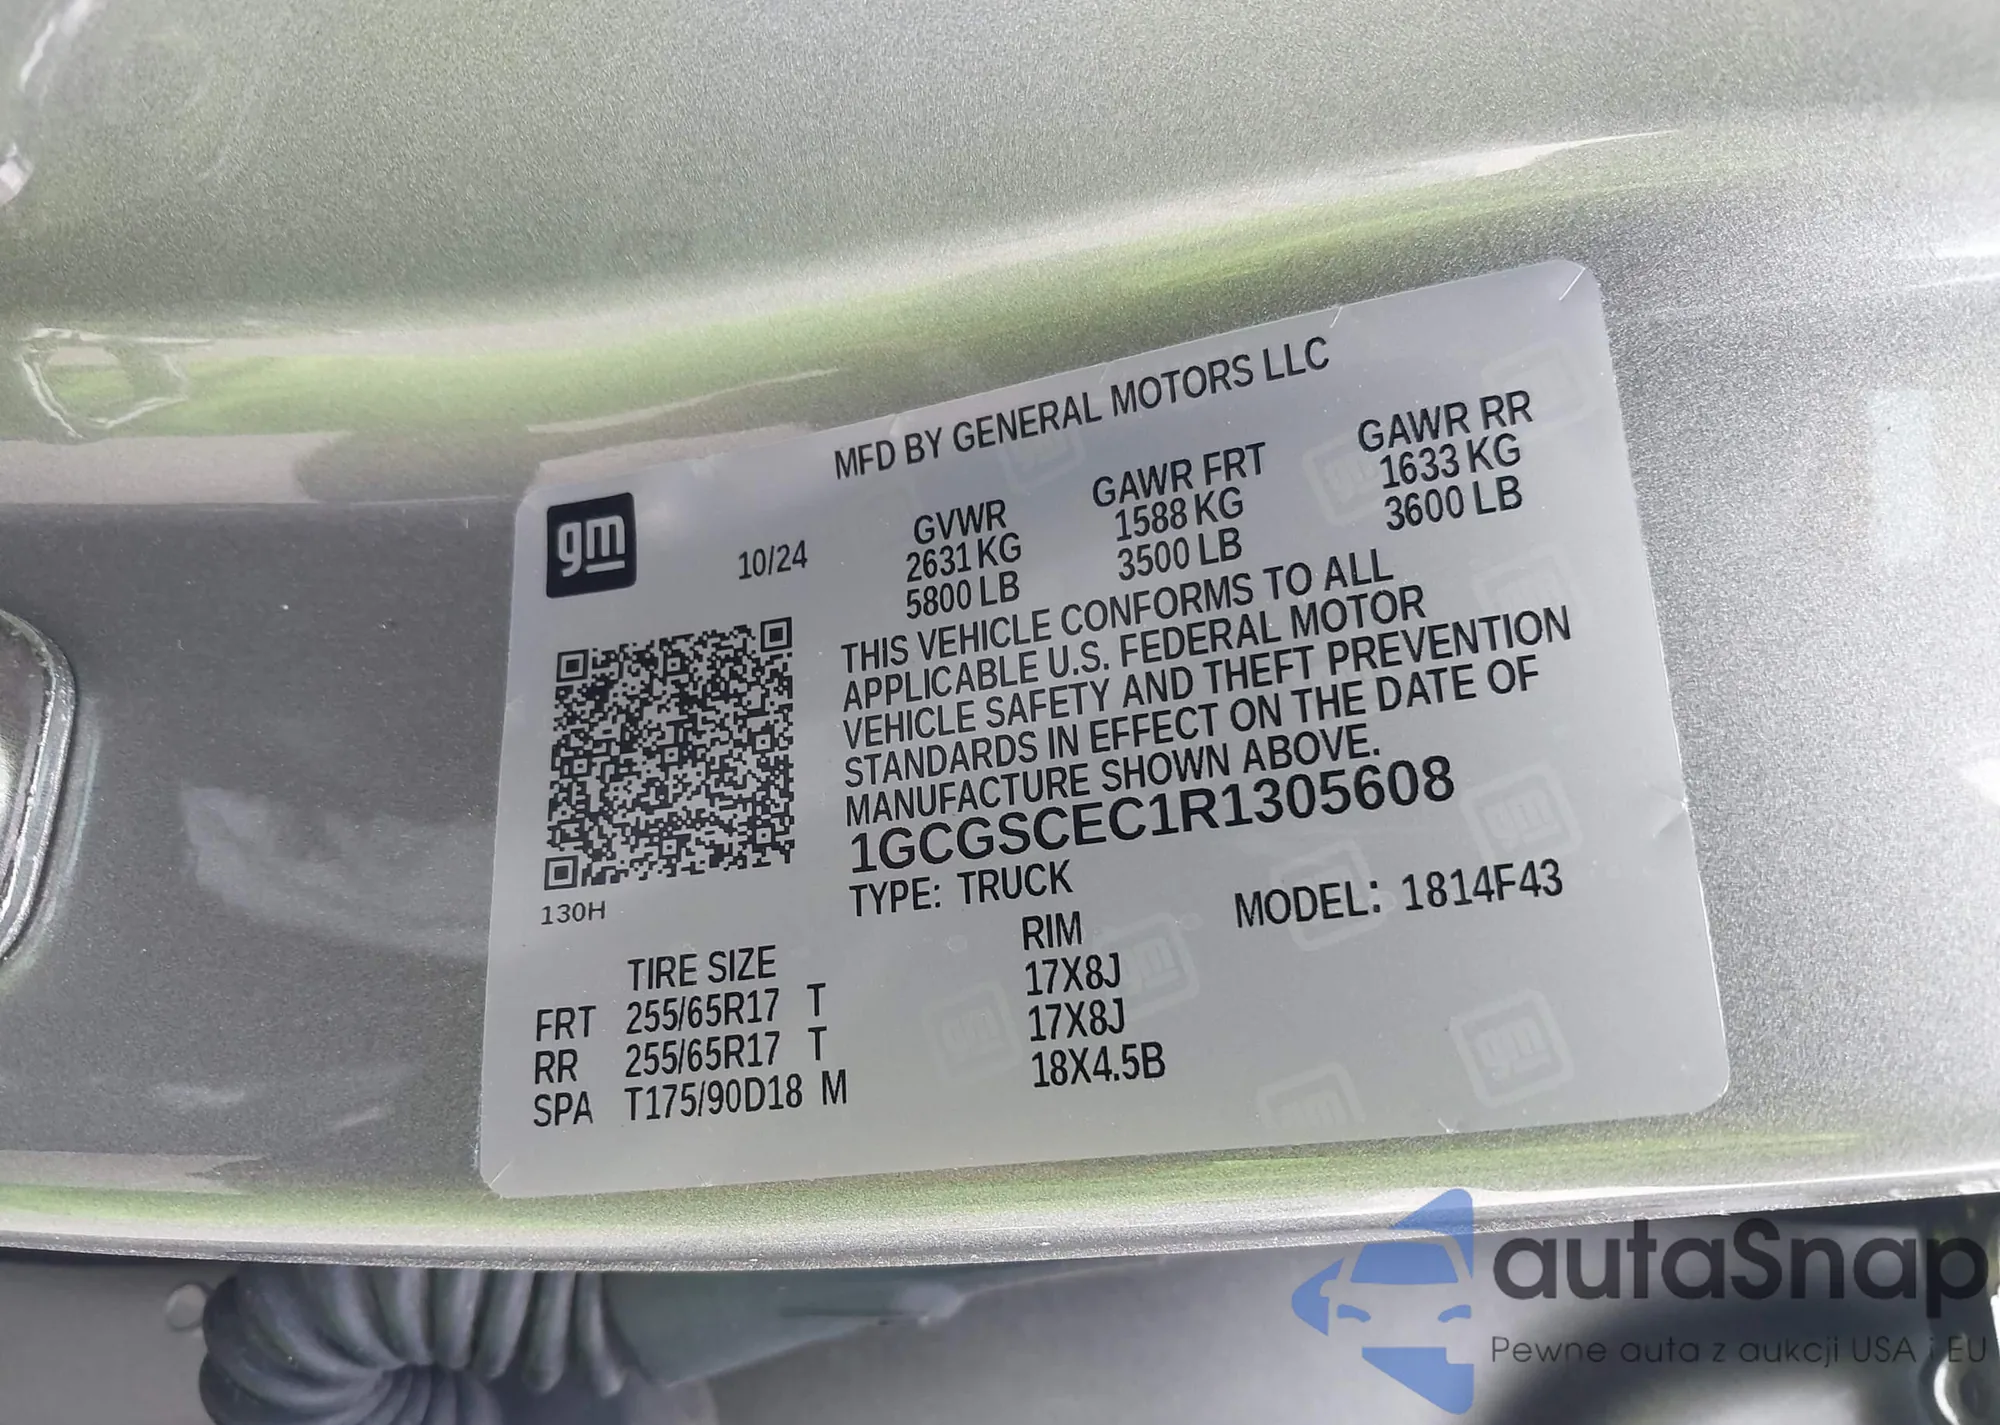 MFD BY GENERAL MOTORS LLC
gm
10/24
GVWR GAWR FRT GAWR RR
2631 KG 1588 KG 1633 KG
5800 LB 3500 LB 3600 LB
THIS VEHICLE CONFORMS TO ALL
APPLICABLE U.S. FEDERAL MOTOR
VEHICLE SAFETY AND THEFT PREVENTION
STANDARDS IN EFFECT ON THE DATE OF
MANUFACTURE SHOWN ABOVE.
1GCGSCEC1R1305608
TYPE: TRUCK MODEL: 1814F43
130H
TIRE SIZE RIM
FRT 255/65R17 T 17X8J
RR 255/65R17 T 17X8J
SPA T175/90D18 M 18X4.5B
autaSnap
Pewne auta z aukcji USA i EU